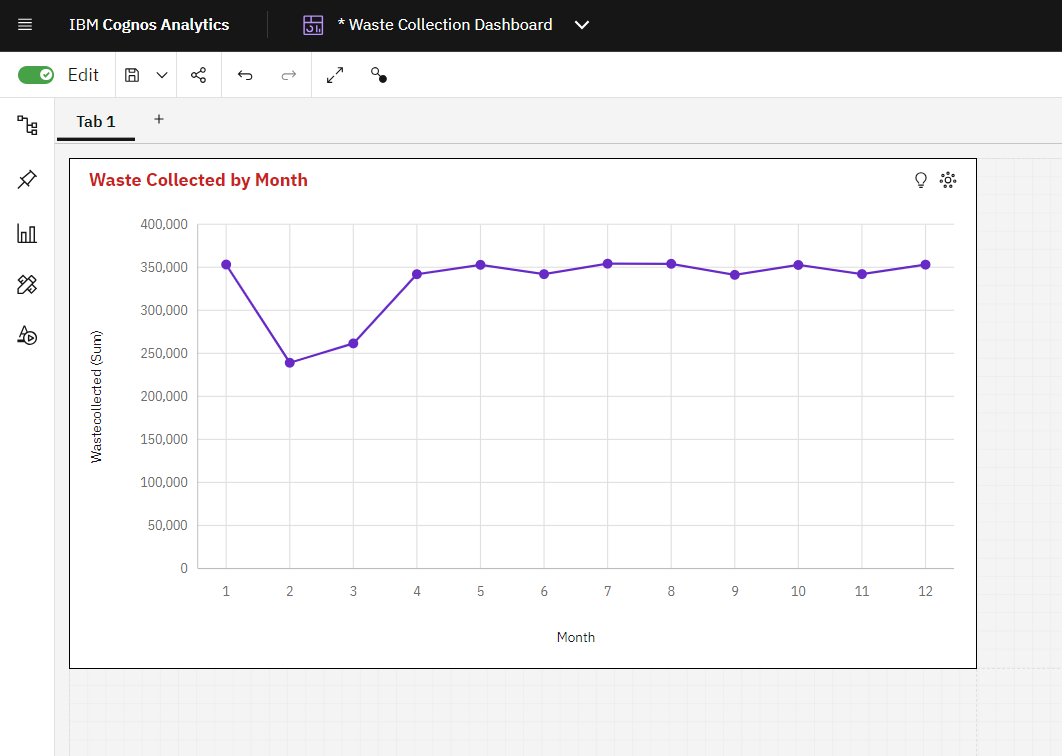 IBM Cognos Analytics
* Waste Collection Dashboard
Edit
Tab 1
+
Waste Collected by Month
400,000
350,000
300,000
250,000
200,000
150,000
100,000
50,000
0
Wastecollected (Sum)
1 2 3 4 5 6 7 8 9 10 11 12
Month